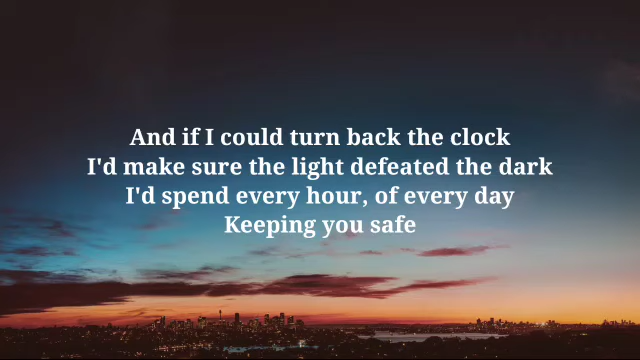 And if I could turn back the clock
I'd make sure the light defeated the dark
I'd spend every hour, of every day
Keeping you safe